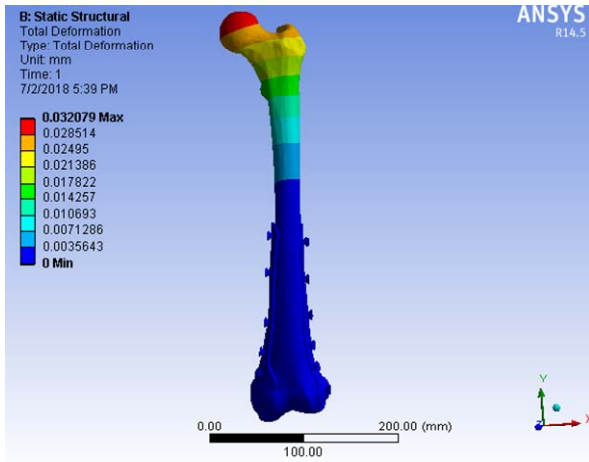 B: Static Structural
Total Deformation
Type: Total Deformation
Unit: mm
Time: 1
7/2/2018 5:39 PM
0.032079 Max
0.028514
0.02495
0.021386
0.017822
0.014257
0.010693
0.0071286
0.0035643
0 Min
ANSYS
R14.5
0.00
200.00 (mm)
100.00
Y
X
Z